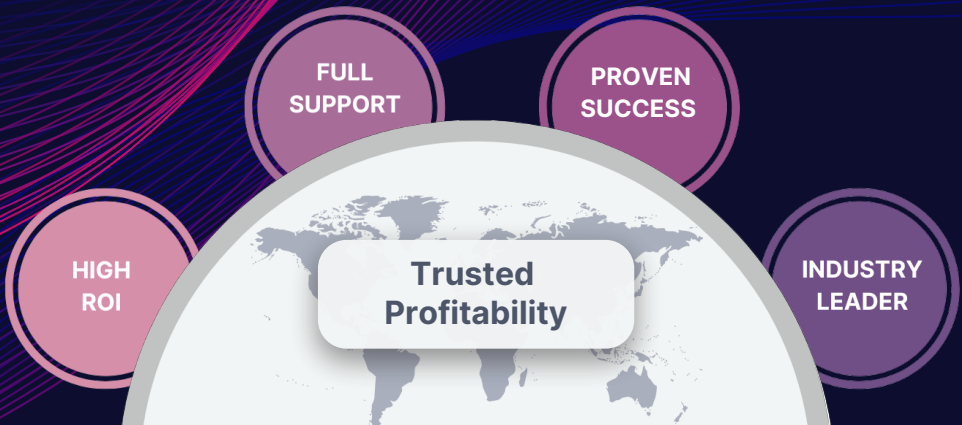 FULL
SUPPORT
PROVEN
SUCCESS
HIGH
ROI
Trusted
Profitability
INDUSTRY
LEADER